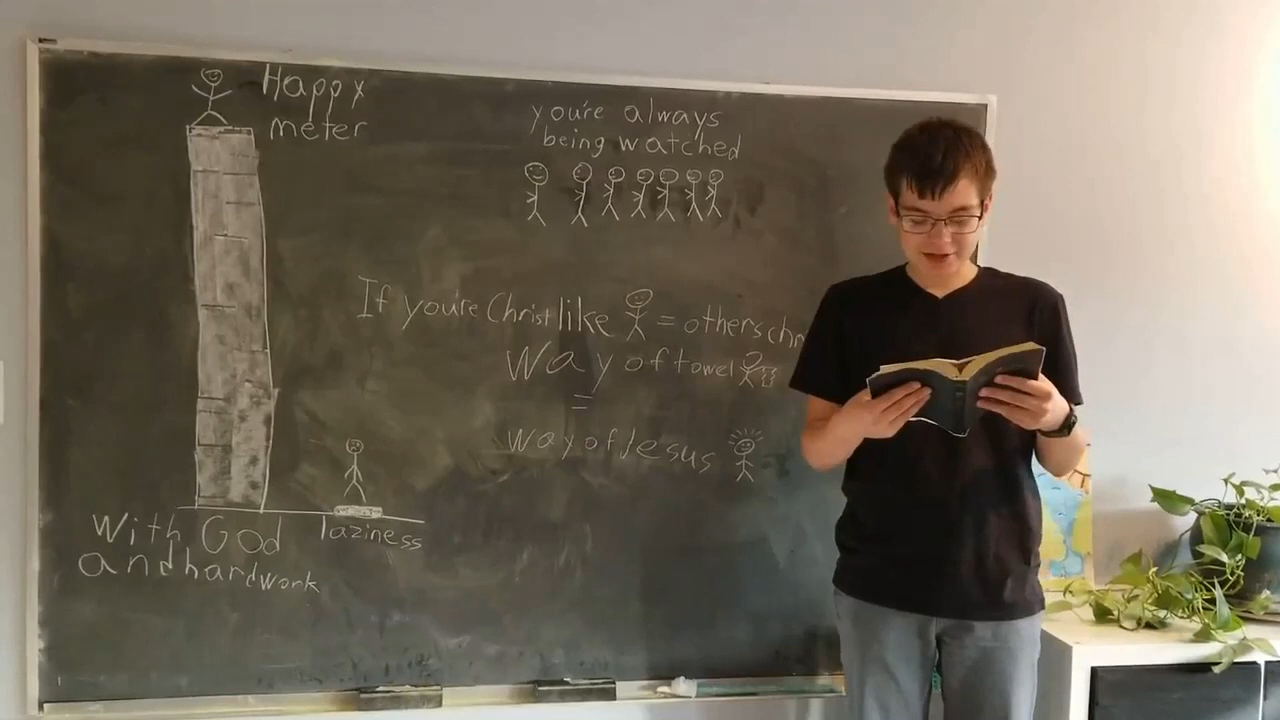 Happy
meter
you're always
being watched
If you're Christ like = others chr
Way of towel
=
way of Jesus
With God
and hard work
laziness